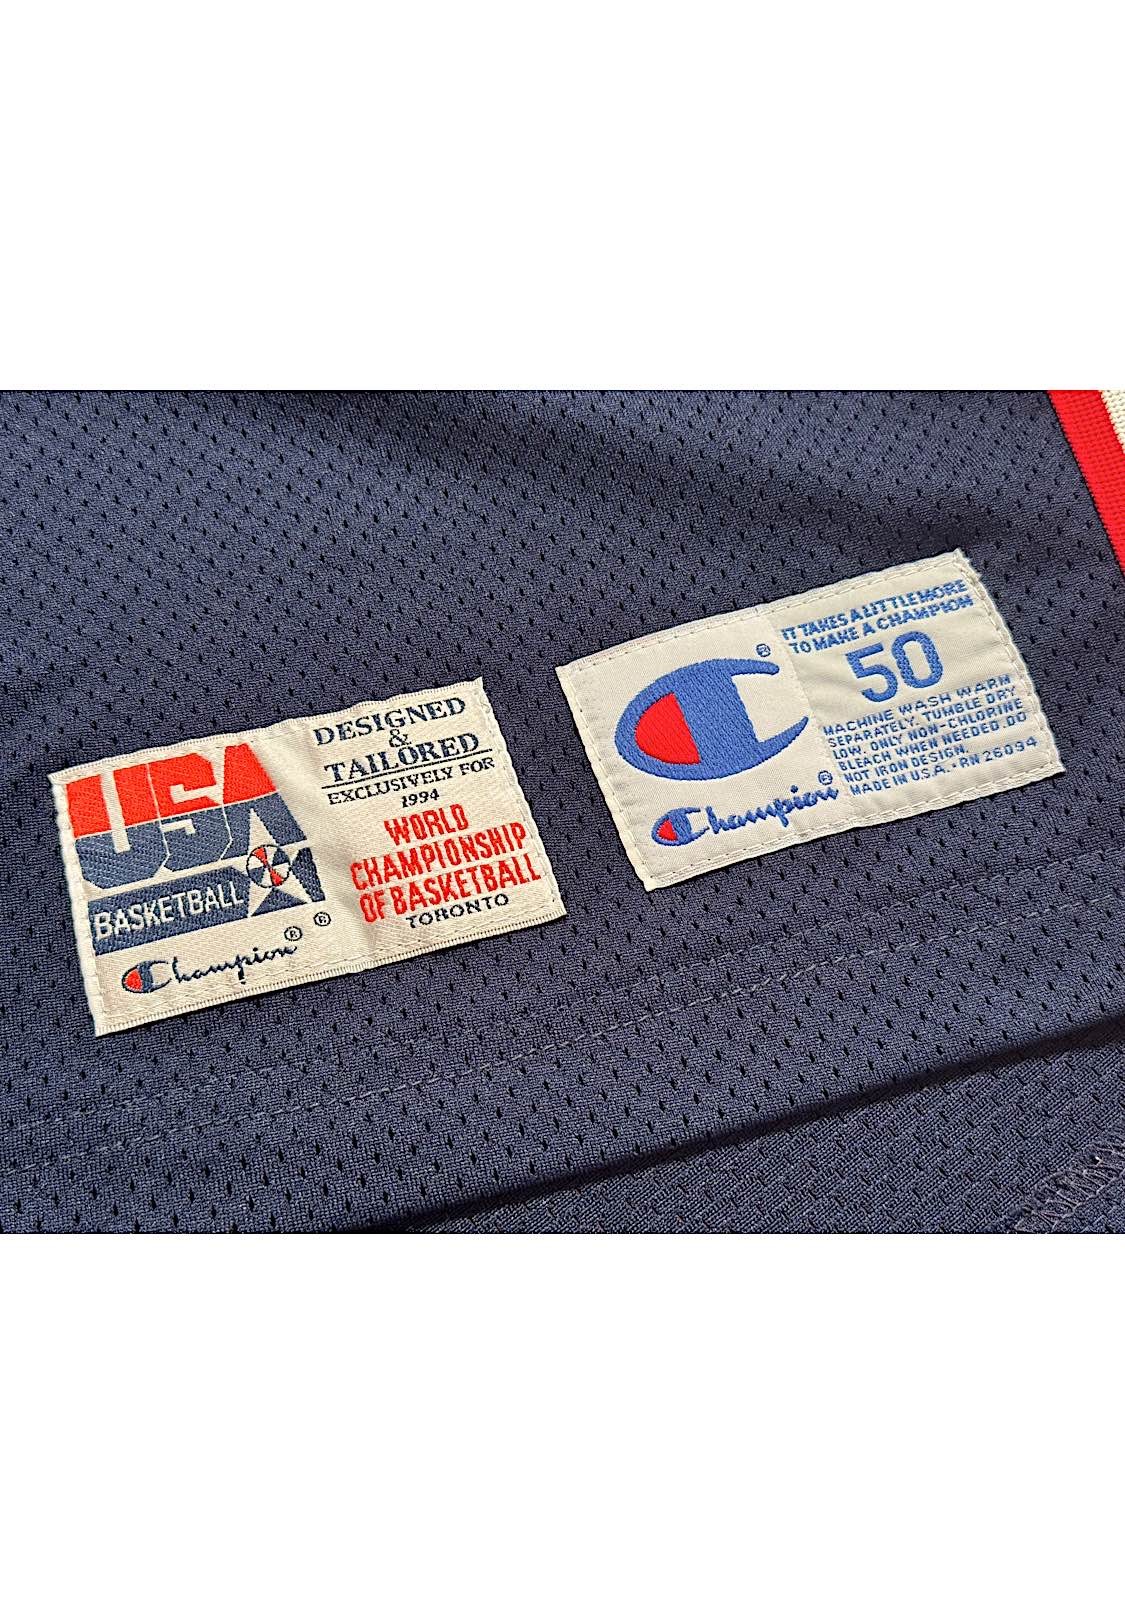 USA
BASKETBALL
®
Champion®
DESIGNED
&
TAILORED
EXCLUSIVELY FOR
1994
WORLD
CHAMPIONSHIP
OF BASKETBALL
TORONTO
®
Champion®
IT TAKES A LITTLE MORE
TO MAKE A CHAMPION
50
MACHINE WASH WARM
SEPARATELY. TUMBLE DRY
LOW. ONLY NON-CHLORINE
BLEACH WHEN NEEDED. DO
NOT IRON DESIGN.
MADE IN U.S.A. • RN 26094